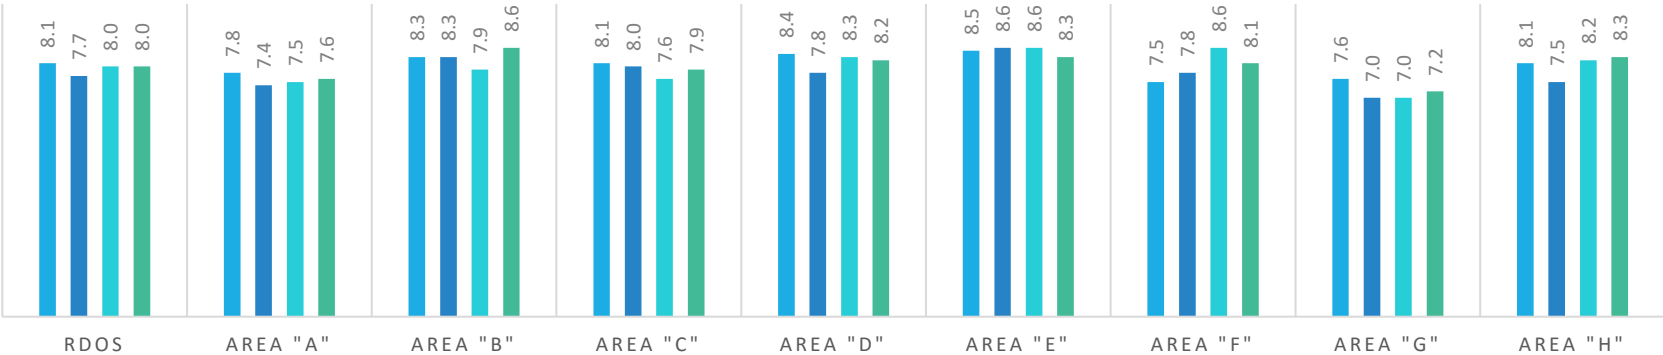 8.1 7.7 8.0 8.0 7.8 7.4 7.5 7.6 8.3 8.3 7.9 8.6 8.1 8.0 7.6 7.9 8.4 7.8 8.3 8.2 8.5 8.6 8.6 8.3 7.5 7.8 8.6 8.1 7.6 7.0 7.0 7.2 8.1 7.5 8.2 8.3
RDOS AREA "A" AREA "B" AREA "C" AREA "D" AREA "E" AREA "F" AREA "G" AREA "H"